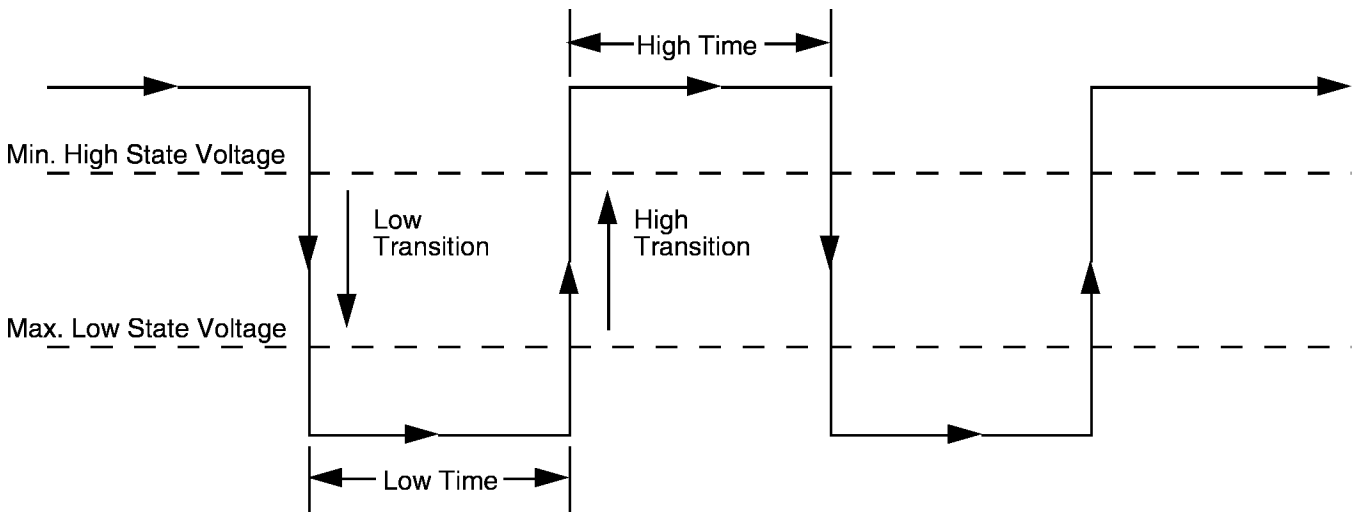 High Time
Min. High State Voltage
Low
Transition
High
Transition
Max. Low State Voltage
Low Time